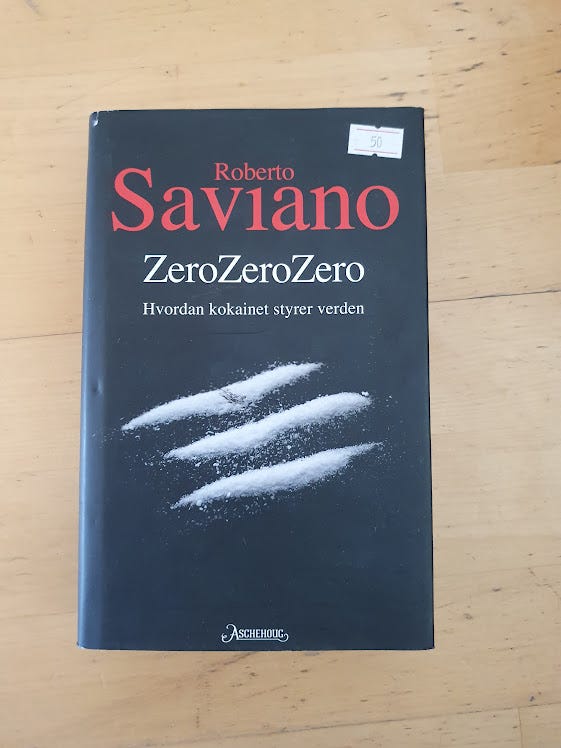 50
Roberto
Saviano
ZeroZeroZero
Hvordan kokainet styrer verden
ASCHEHOUG